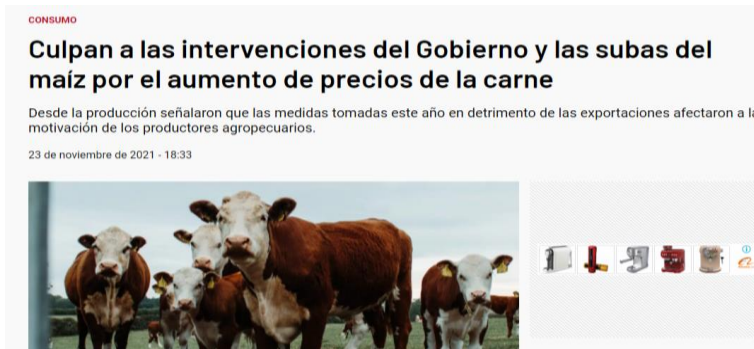 CONSUMO
Culpan a las intervenciones del Gobierno y las subas del
maíz por el aumento de precios de la carne
Desde la producción señalaron que las medidas tomadas este año en detrimento de las exportaciones afectaron a la
motivación de los productores agropecuarios.
23 de noviembre de 2021 - 18:33